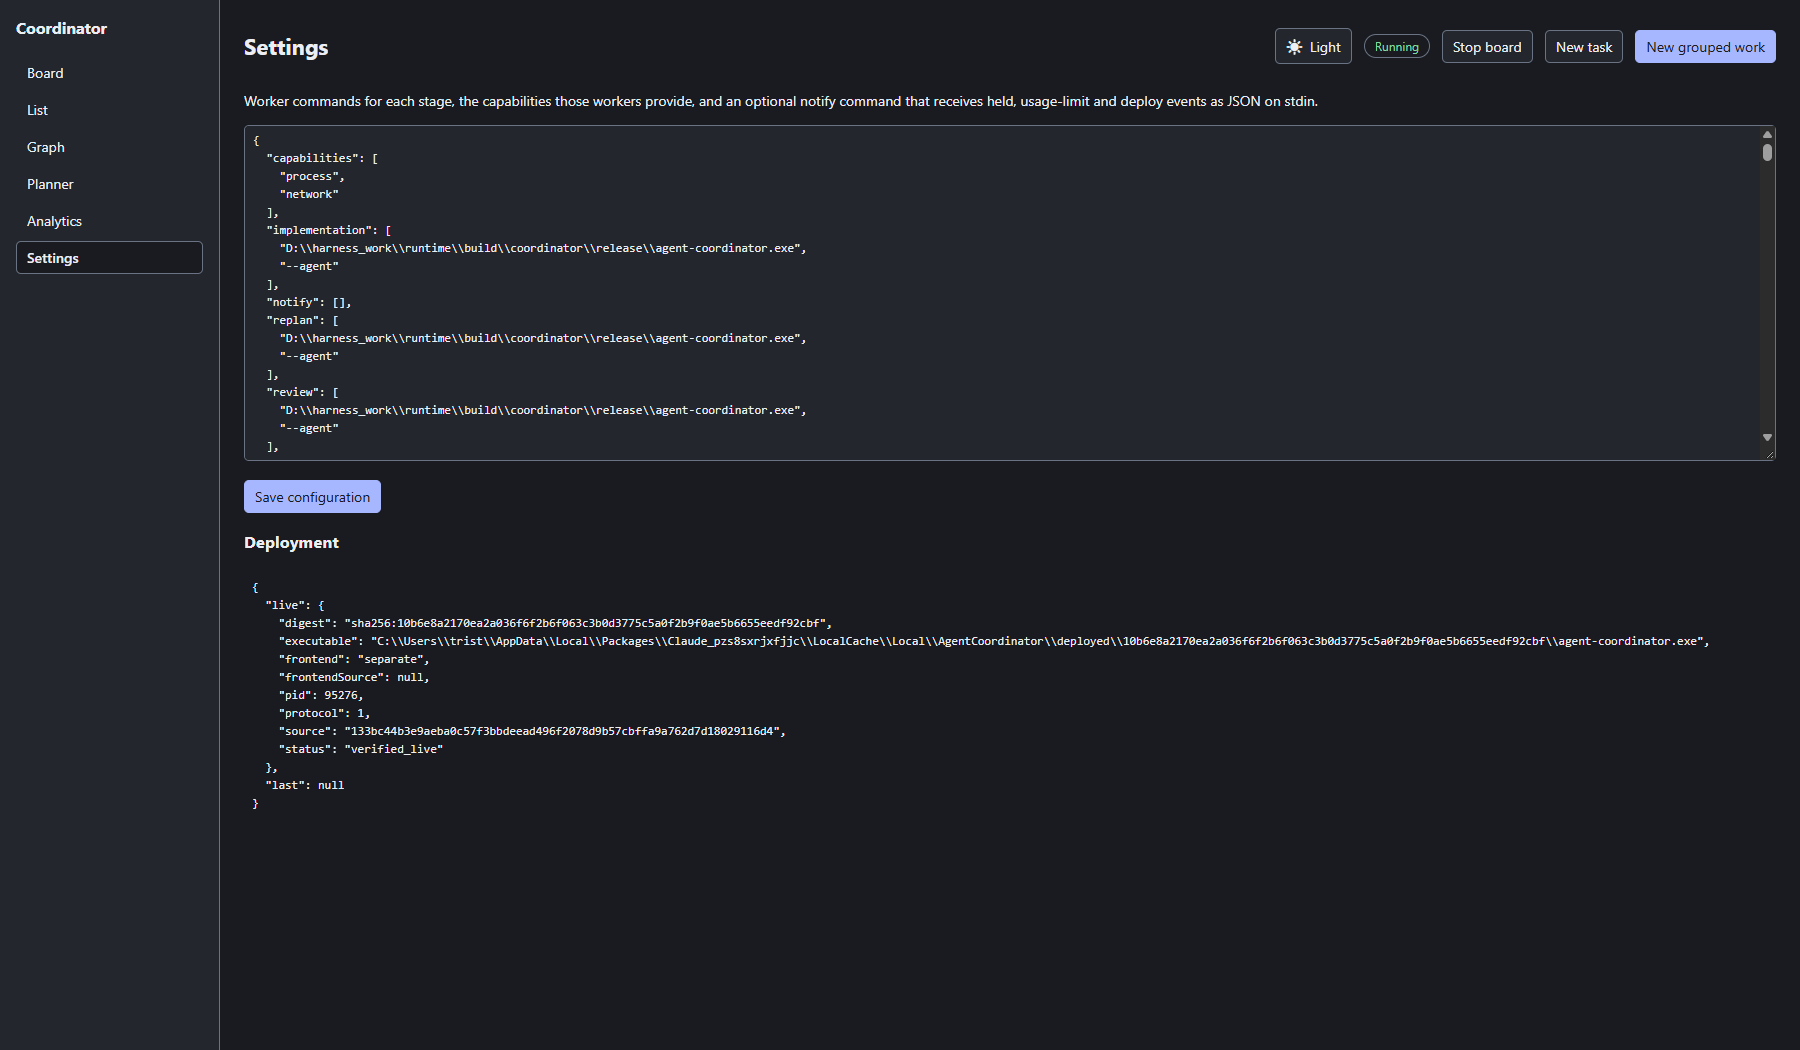 Coordinator
Board
List
Graph
Planner
Analytics
Settings
Settings
Light
Running
Stop board
New task
New grouped work
Worker commands for each stage, the capabilities those workers provide, and an optional notify command that receives held, usage-limit and deploy events as JSON on stdin.
{
  "capabilities": [
    "process",
    "network"
  ],
  "implementation": [
    "D:\\harness_work\\runtime\\build\\coordinator\\release\\agent-coordinator.exe",
    "--agent"
  ],
  "notify": [],
  "replan": [
    "D:\\harness_work\\runtime\\build\\coordinator\\release\\agent-coordinator.exe",
    "--agent"
  ],
  "review": [
    "D:\\harness_work\\runtime\\build\\coordinator\\release\\agent-coordinator.exe",
    "--agent"
  ],
Save configuration
Deployment
{
  "live": {
    "digest": "sha256:10b6e8a2170ea2a036f6f2b6f063c3b0d3775c5a0f2b9f0ae5b6655eedf92cbf",
    "executable": "C:\\Users\\trist\\AppData\\Local\\Packages\\Claude_pzs8sxrjxfjjc\\LocalCache\\Local\\AgentCoordinator\\deployed\\10b6e8a2170ea2a036f6f2b6f063c3b0d3775c5a0f2b9f0ae5b6655eedf92cbf\\agent-coordinator.exe",
    "frontend": "separate",
    "frontendSource": null,
    "pid": 95276,
    "protocol": 1,
    "source": "133bc44b3e9aeba0c57f3bbdeead496f2078d9b57cbffa9a762d7d18029116d4",
    "status": "verified_live"
  },
  "last": null
}